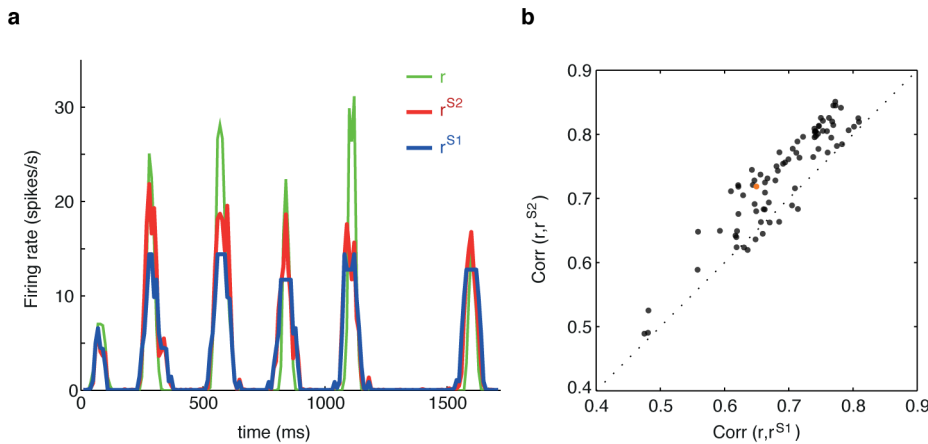 a
b
r
r^S2
r^S1
Firing rate (spikes/s)
30
20
10
0
0
500
1000
1500
time (ms)
Corr (r,r^S2)
0.9
0.8
0.7
0.6
0.5
0.4
0.4
0.5
0.6
0.7
0.8
0.9
Corr (r,r^S1)